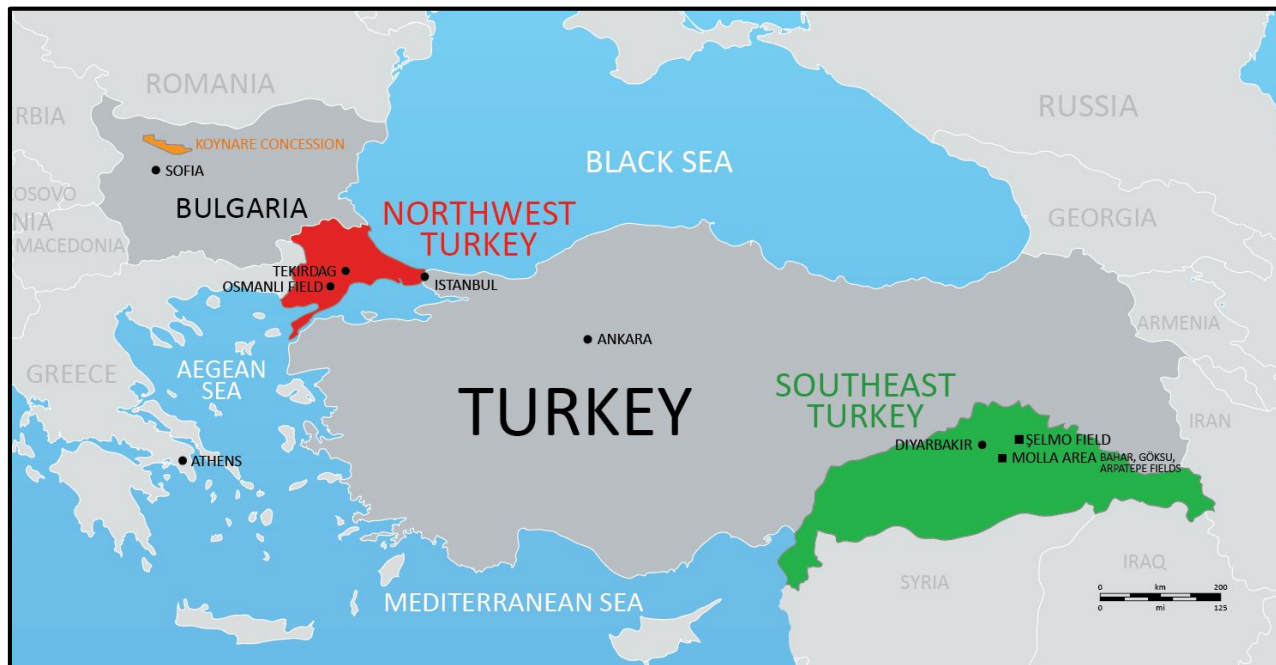 ROMANIA
RUSSIA
RBIA
KOYNARE CONCESSION
SOFIA
BLACK SEA
OSOVO
BULGARIA
NORTHWEST
TURKEY
GEORGIA
NIA
MACEDONIA
TEKIRDAG
OSMANLI FIELD
ISTANBUL
ARMENIA
ANKARA
AEGEAN
SEA
GREECE
TURKEY
SOUTHEAST
TURKEY
IRAN
DIYARBAKIR
ŞELMO FIELD
MOLLA AREA
BAHAR, GÖKSU,
ARPATEPE FIELDS
ATHENS
SYRIA
IRAQ
MEDITERRANEAN SEA
0 km 200
0 mi 125